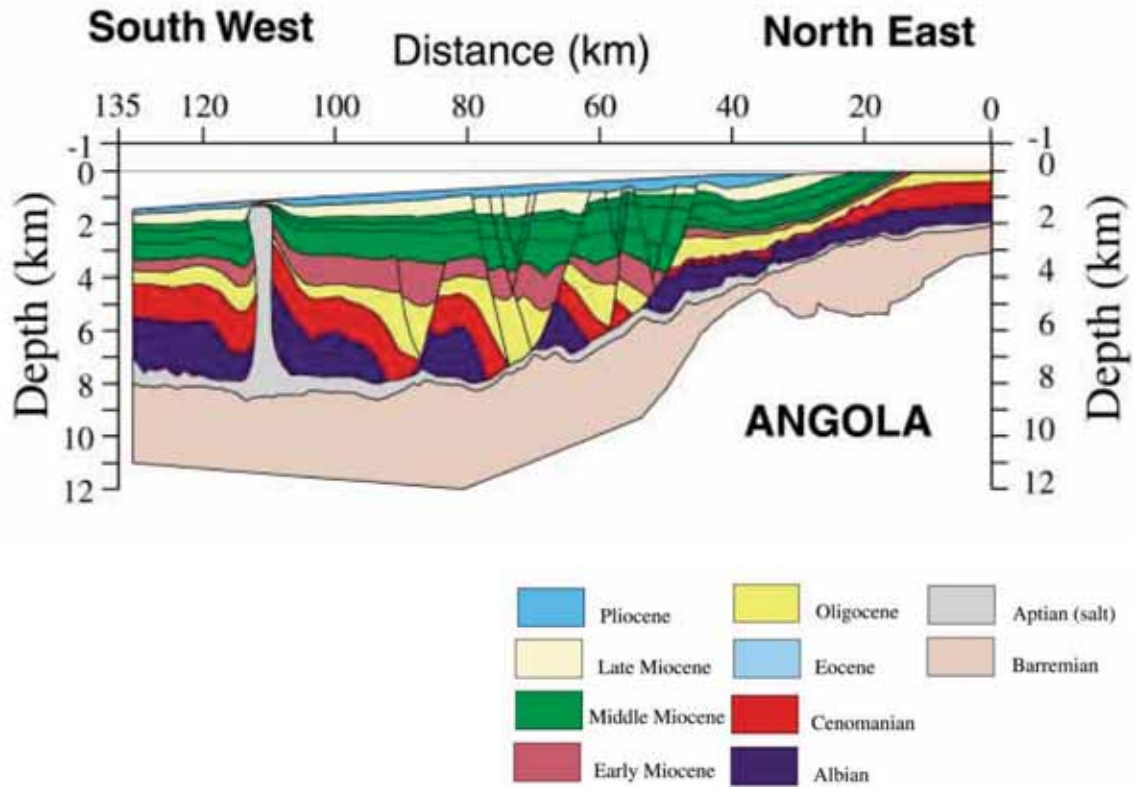 South West
North East
Distance (km)
135 120 100 80 60 40 20 0
-1 -1
0 0
2 2
4 4
6 6
8 8
10 10
12 12
Depth (km)
Depth (km)
ANGOLA
Pliocene
Late Miocene
Middle Miocene
Early Miocene
Oligocene
Eocene
Cenomanian
Albian
Aptian (salt)
Barremian